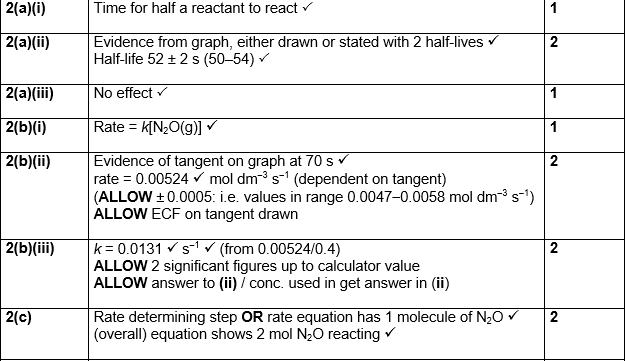 2(a)(i) Time for half a reactant to react ✓ 1
2(a)(ii) Evidence from graph, either drawn or stated with 2 half-lives ✓ 2
Half-life 52 ± 2 s (50–54) ✓
2(a)(iii) No effect ✓ 1
2(b)(i) Rate = k[N₂O(g)] ✓ 1
2(b)(ii) Evidence of tangent on graph at 70 s ✓ 2
rate = 0.00524 ✓ mol dm⁻³ s⁻¹ (dependent on tangent)
(ALLOW ±0.0005: i.e. values in range 0.0047–0.0058 mol dm⁻³ s⁻¹)
ALLOW ECF on tangent drawn
2(b)(iii) k = 0.0131 ✓ s⁻¹ ✓ (from 0.00524/0.4) 2
ALLOW 2 significant figures up to calculator value
ALLOW answer to (ii) / conc. used in get answer in (ii)
2(c) Rate determining step OR rate equation has 1 molecule of N₂O ✓ 2
(overall) equation shows 2 mol N₂O reacting ✓